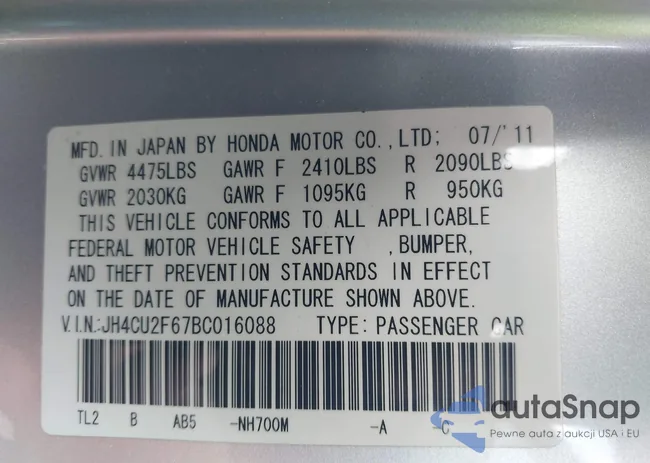 MFD. IN JAPAN BY HONDA MOTOR CO.,LTD; 07/'11
GVWR 4475LBS GAWR F 2410LBS R 2090LBS
GVWR 2030KG GAWR F 1095KG R 950KG
THIS VEHICLE CONFORMS TO ALL APPLICABLE
FEDERAL MOTOR VEHICLE SAFETY ,BUMPER,
AND THEFT PREVENTION STANDARDS IN EFFECT
ON THE DATE OF MANUFACTURE SHOWN ABOVE.
V.I.N.:JH4CU2F67BC016088 TYPE: PASSENGER CAR
TL2 B AB5 -NH700M -A -C
autaSnap
Pewne auta z aukcji USA i EU